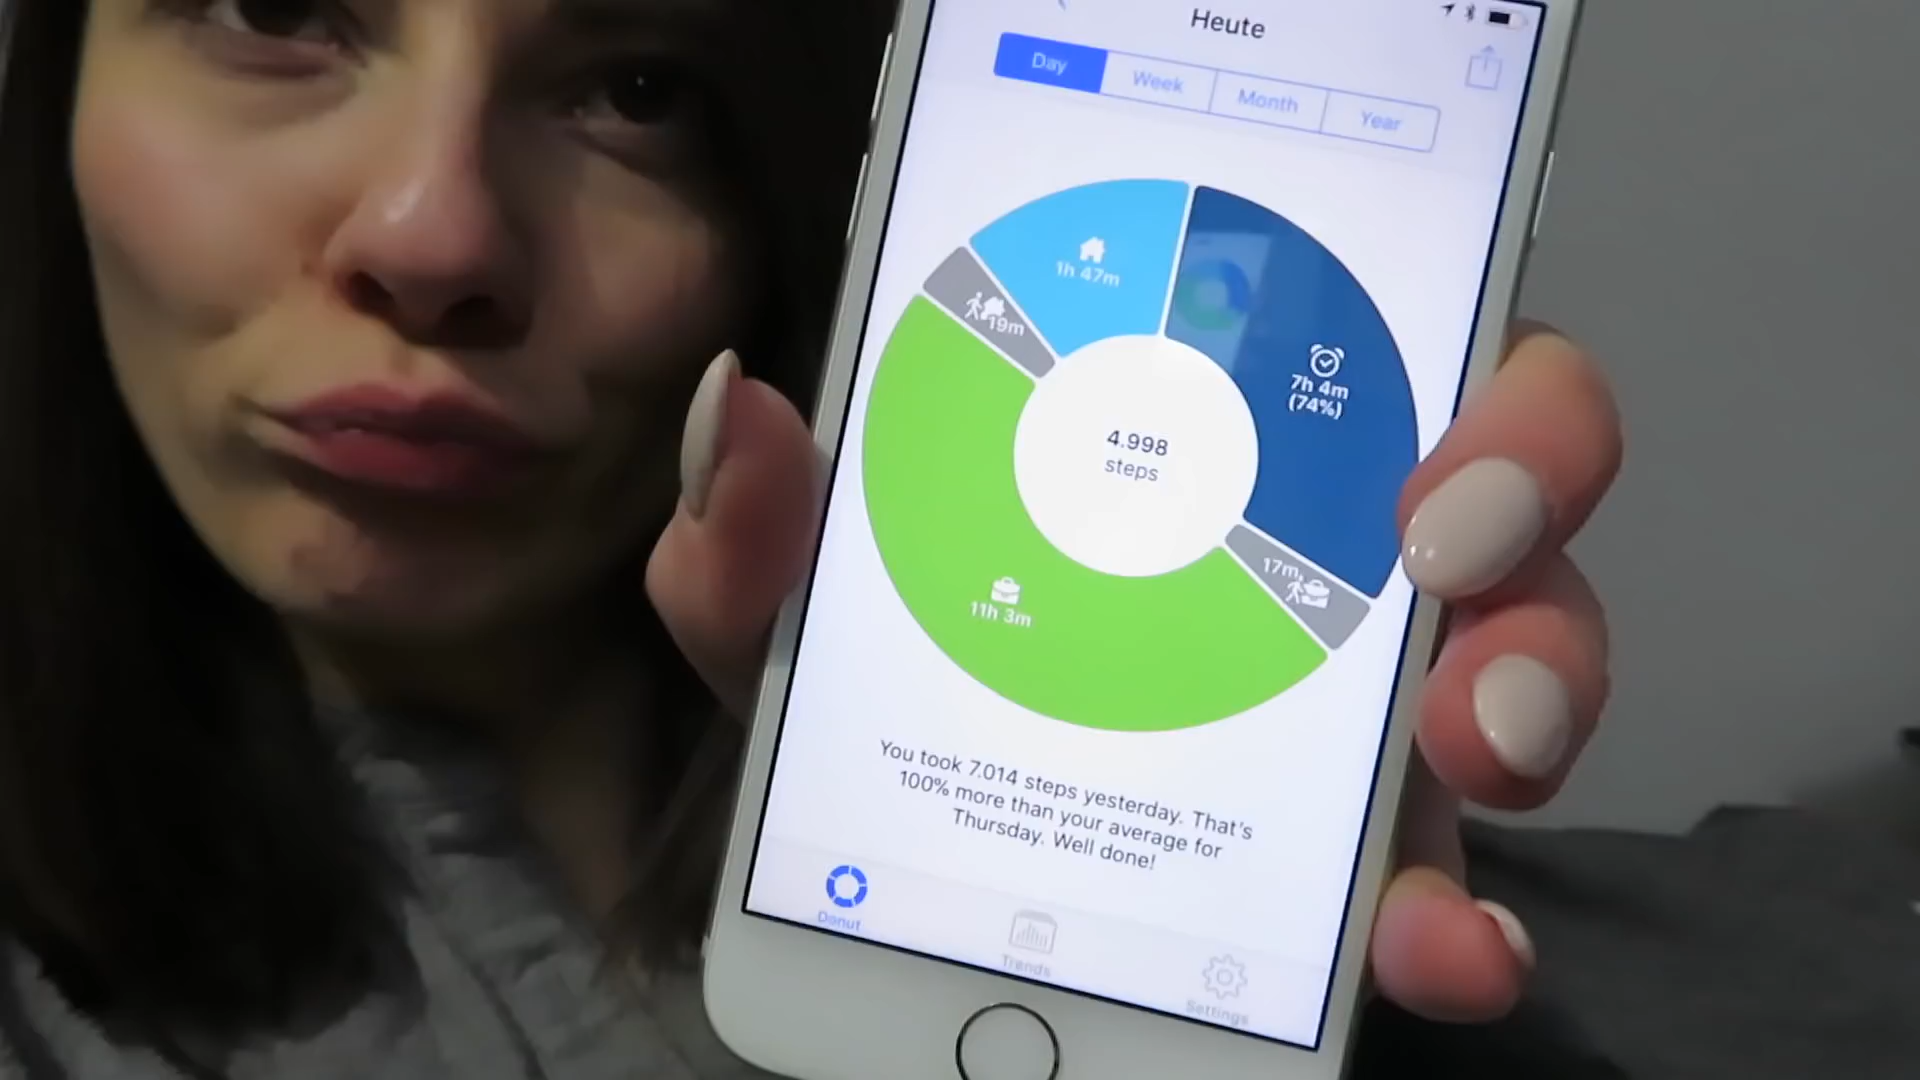 Heute
Day Week Month Year
1h 47m
19m
7h 4m
(74%)
4.998
steps
17m
11h 3m
You took 7.014 steps yesterday. That's
100% more than your average for
Thursday. Well done!
Donut
Trends
Settings